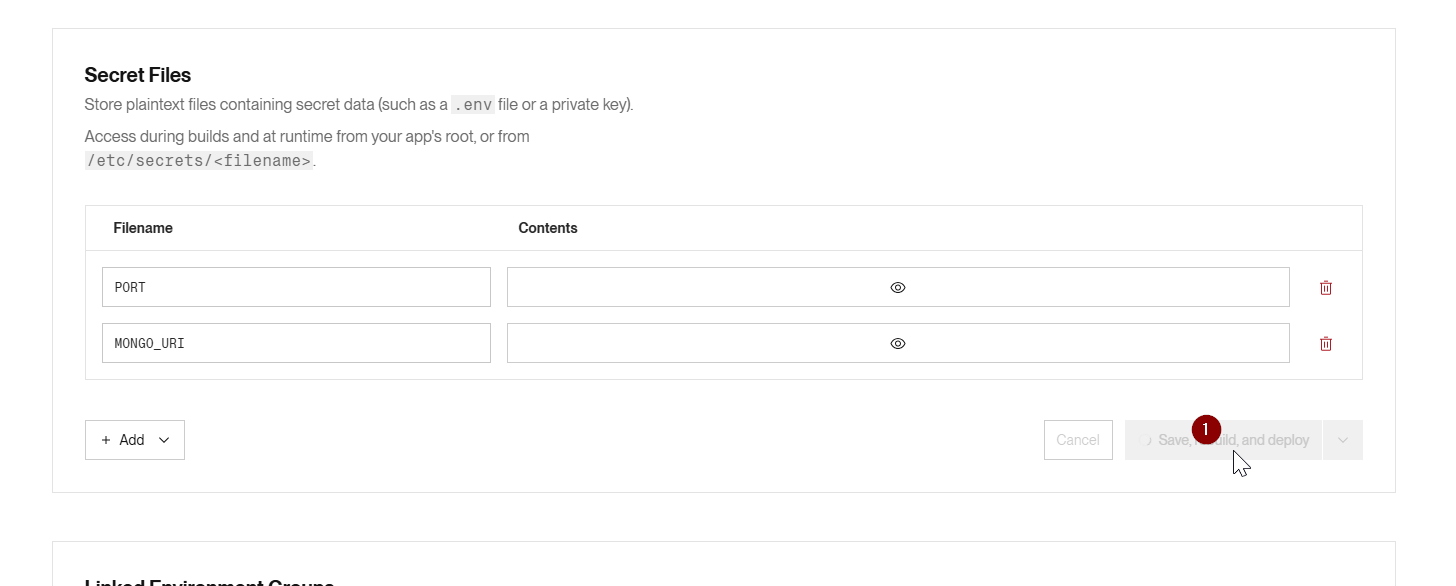 Secret Files
Store plaintext files containing secret data (such as a .env file or a private key).
Access during builds and at runtime from your app's root, or from
/etc/secrets/<filename>.
Filename Contents
PORT
MONGO_URI
+ Add Cancel Save, and deploy
1
Linked Environment Groups